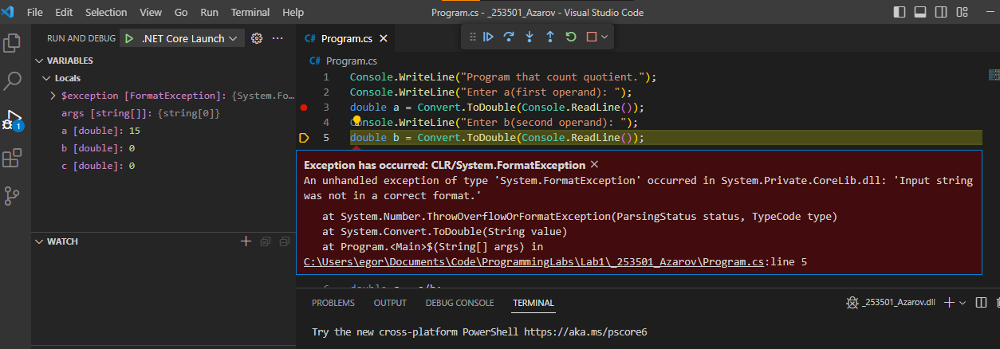 File Edit Selection View Go Run Terminal Help Program.cs - _253501_Azarov - Visual Studio Code
RUN AND DEBUG .NET Core Launch
VARIABLES
Locals
$exception [FormatException]: {System.Fo...
args [string[]]: {string[0]}
a [double]: 15
b [double]: 0
c [double]: 0
WATCH
1
C# Program.cs
C# Program.cs
1 Console.WriteLine("Program that count quotient.");
2 Console.WriteLine("Enter a(first operand): ");
3 double a = Convert.ToDouble(Console.ReadLine());
4 Console.WriteLine("Enter b(second operand): ");
5 double b = Convert.ToDouble(Console.ReadLine());
Exception has occurred: CLR/System.FormatException
An unhandled exception of type 'System.FormatException' occurred in System.Private.CoreLib.dll: 'Input string
was not in a correct format.'
at System.Number.ThrowOverflowOrFormatException(ParsingStatus status, TypeCode type)
at System.Convert.ToDouble(String value)
at Program.<Main>$(String[] args) in
C:\Users\egor\Documents\Code\ProgrammingLabs\Lab1\_253501_Azarov\Program.cs:line 5
6 double c = a/b;
PROBLEMS OUTPUT DEBUG CONSOLE TERMINAL _253501_Azarov.dll
Try the new cross-platform PowerShell https://aka.ms/pscore6